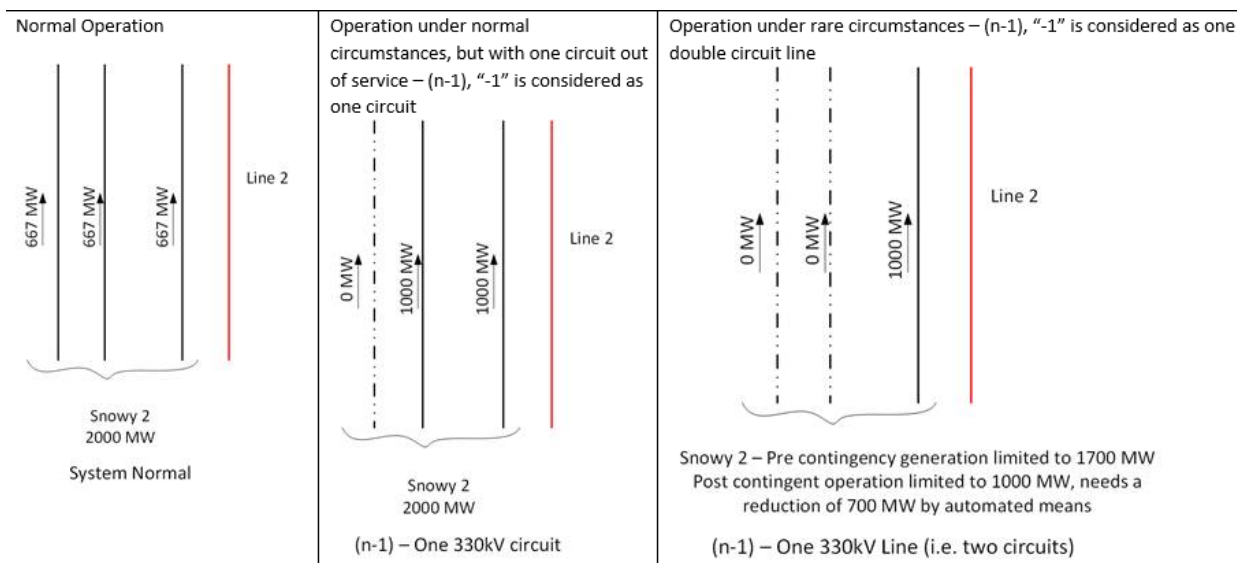 Normal Operation
667 MW
667 MW
667 MW
Line 2
Snowy 2
2000 MW
System Normal
Operation under normal
circumstances, but with one circuit out
of service – (n-1), “-1” is considered as
one circuit
0 MW
1000 MW
1000 MW
Line 2
Snowy 2
2000 MW
(n-1) – One 330kV circuit
Operation under rare circumstances – (n-1), “-1” is considered as one
double circuit line
0 MW
0 MW
1000 MW
Line 2
Snowy 2 – Pre contingency generation limited to 1700 MW
Post contingent operation limited to 1000 MW, needs a
reduction of 700 MW by automated means
(n-1) – One 330kV Line (i.e. two circuits)